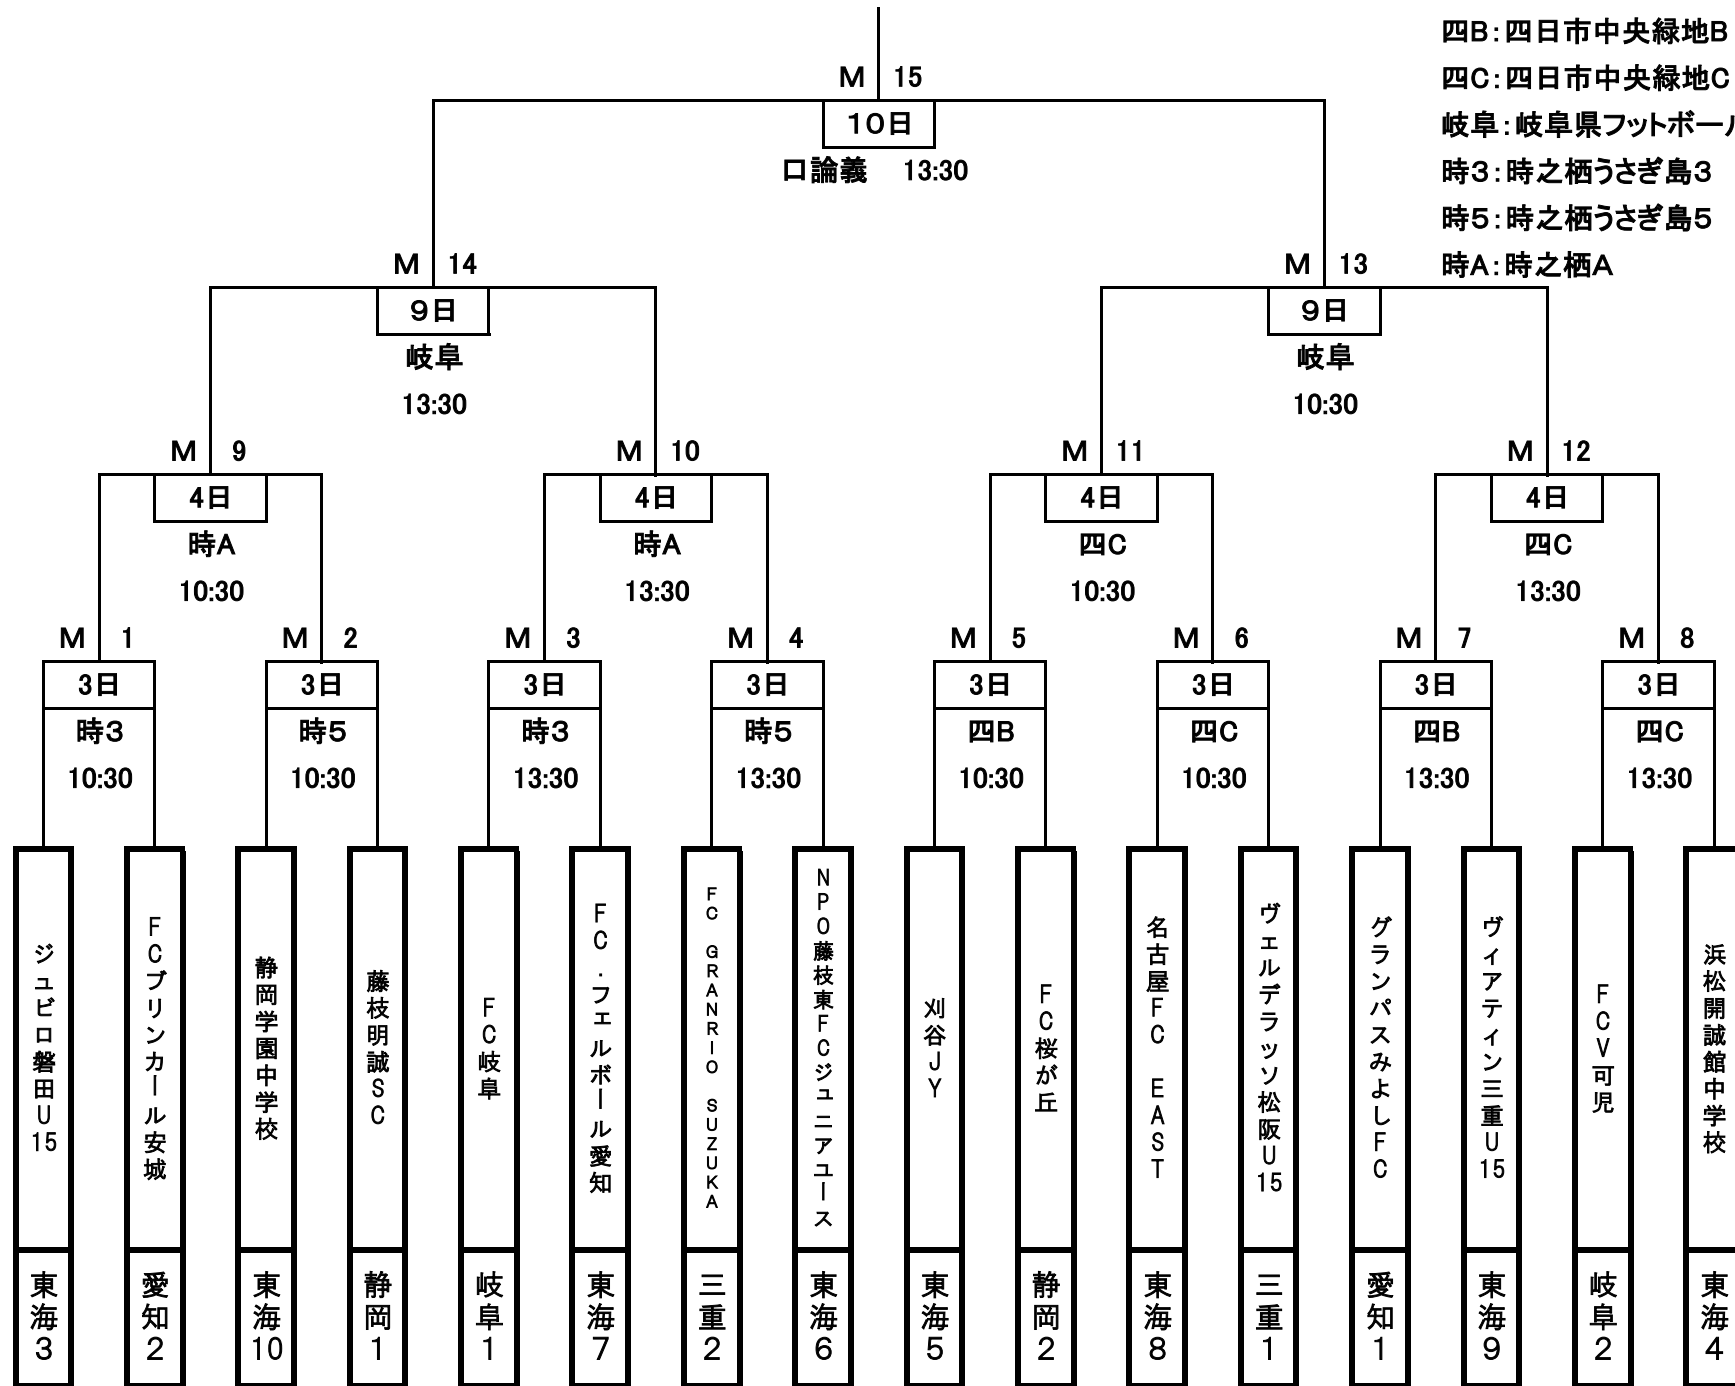 四B:四日市中央緑地B
四C:四日市中央緑地C
岐阜:岐阜県フットボール
時3:時之栖うさぎ島3
時5:時之栖うさぎ島5
時A:時之栖A
M 15
10日
口論義 13:30
M 14
M 13
9日
9日
岐阜
岐阜
13:30
10:30
M 9
M 10
M 11
M 12
4日
4日
4日
4日
時A
時A
四C
四C
10:30
13:30
10:30
13:30
M 1
M 2
M 3
M 4
M 5
M 6
M 7
M 8
3日
3日
3日
3日
3日
3日
3日
3日
時3
時5
時3
時5
四B
四C
四B
四C
10:30
10:30
13:30
13:30
10:30
10:30
13:30
13:30
ジュビロ磐田U15
FCブリンカール安城
静岡学園中学校
藤枝明誠SC
FC岐阜
FC.フェルボール愛知
FC GRANRIO SUZUKA
NPO藤枝東FCジュニアユース
刈谷JY
FC桜が丘
名古屋FC EAST
ヴェルデラッソ松阪U15
グランパスみよしFC
ヴィアティン三重U15
FCV可児
浜松開誠館中学校
東海3
愛知2
東海10
静岡1
岐阜1
東海7
三重2
東海6
東海5
静岡2
東海8
三重1
愛知1
東海9
岐阜2
東海4